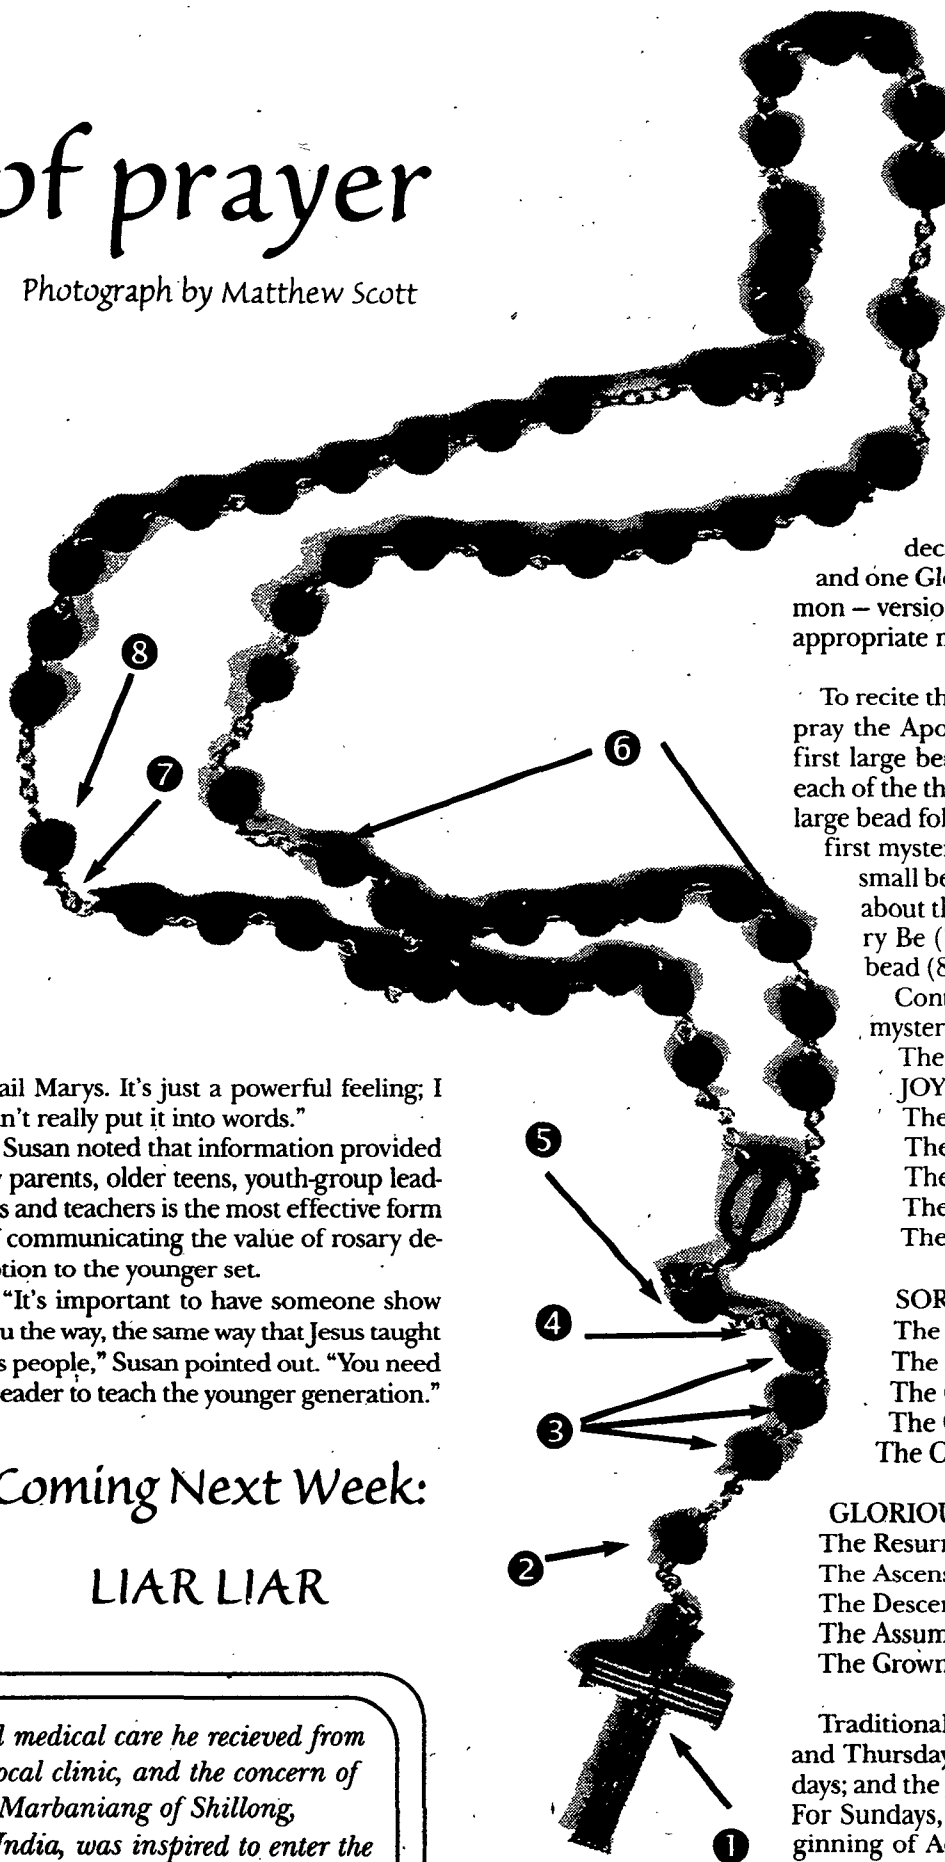 of prayer
Photograph by Matthew Scott
8
7
6
5
4
3
2
1
ail Marys. It's just a powerful feeling; I
n't really put it into words."
Susan noted that information provided
parents, older teens, youth-group lead-
s and teachers is the most effective form
communicating the value of rosary de-
tion to the younger set.
"It's important to have someone show
u the way, the same way that Jesus taught
s people," Susan pointed out. "You need
eader to teach the younger generation."
Coming Next Week:
LIAR LIAR
l medical care he recieved from
ocal clinic, and the concern of
Marbaniang of Shillong,
India, was inspired to enter the
dec
and one Gl
mon – versio
appropriate
To recite th
pray the Apo
first large be
each of the th
large bead fol
first myste
small be
about th
ry Be (
bead (8
Con
myster
The
JOY
The
The
The
The
The
SOR
The
The
The
The
The C
GLORIOU
The Resur
The Ascen
The Descen
The Assum
The Grown
Traditional
and Thursday
days; and the
For Sundays,
ginning of A